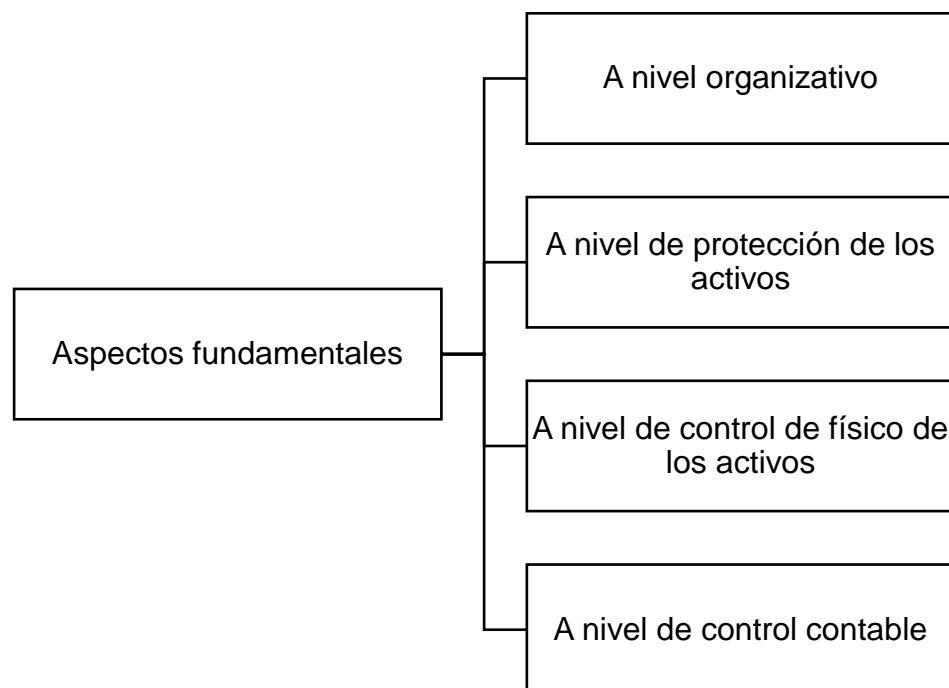 A nivel organizativo
A nivel de protección de los
activos
Aspectos fundamentales
A nivel de control de físico de
los activos
A nivel de control contable